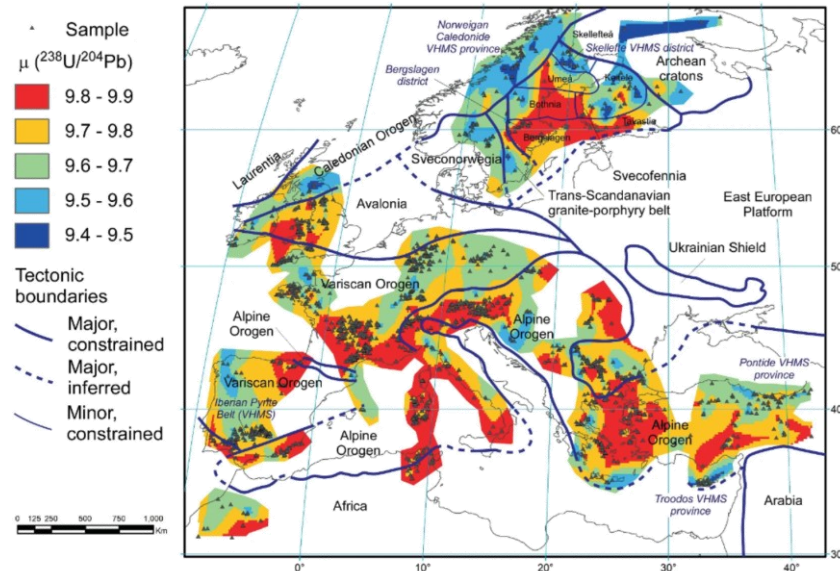 Sample
μ (²³⁸U/²⁰⁴Pb)
9.8 - 9.9
9.7 - 9.8
9.6 - 9.7
9.5 - 9.6
9.4 - 9.5
Tectonic
boundaries
Major,
constrained
Major,
inferred
Minor,
constrained
0 125 250 500 750 1,000
Km
Norweigan
Caledonide
VHMS province
Skellefteå
Skellefte VHMS district
Archean
cratons
Bergslagen
district
Umeå
Bothnia
Bergslagen
Tavastia
60
Laurentia
Caledonian Orogen
Sveconorwegia
Svecofennia
Avalonia
Trans-Scandanavian
granite-porphyry belt
East European
Platform
Ukrainian Shield
50
Variscan Orogen
Alpine
Orogen
Alpine
Orogen
Pontide VHMS
province
Variscan Orogen
Iberian Pyrite
Belt (VHMS)
40
Alpine
Orogen
Alpine
Orogen
Africa
Troodos VHMS
province
Arabia
30
0°
10°
20°
30°
40°